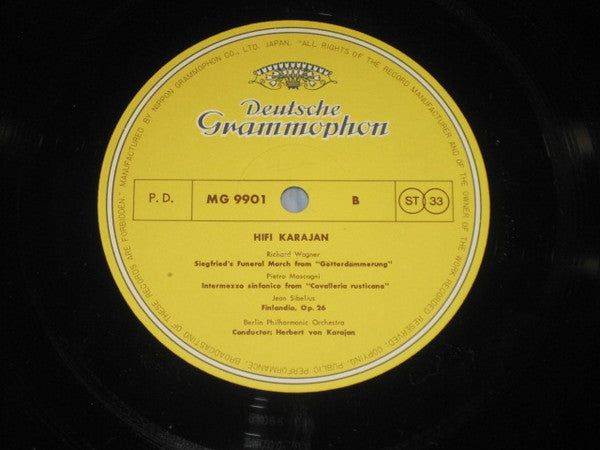 "MANUFACTURED BY NIPPON GRAMMOPHON CO., LTD. JAPAN. "ALL RIGHTS OF THE RECORD MANUFACTURER AND OF THE OWNER OF THE WORK RECORDED RESERVED. COPYING, PUBLIC PERFORMANCE, BROADCASTING OF THESE RECORDS ARE FORBIDDEN."
Deutsche
Grammophon
P. D. MG 9901 B ST 33
HIFI KARAJAN
Richard Wagner
Siegfried's Funeral March from "Götterdämmerung"
Pietro Mascagni
Intermezzo sinfonico from "Cavalleria rusticana"
Jean Sibelius
Finlandia, Op. 26
Berlin Philharmonic Orchestra
Conductor: Herbert von Karajan